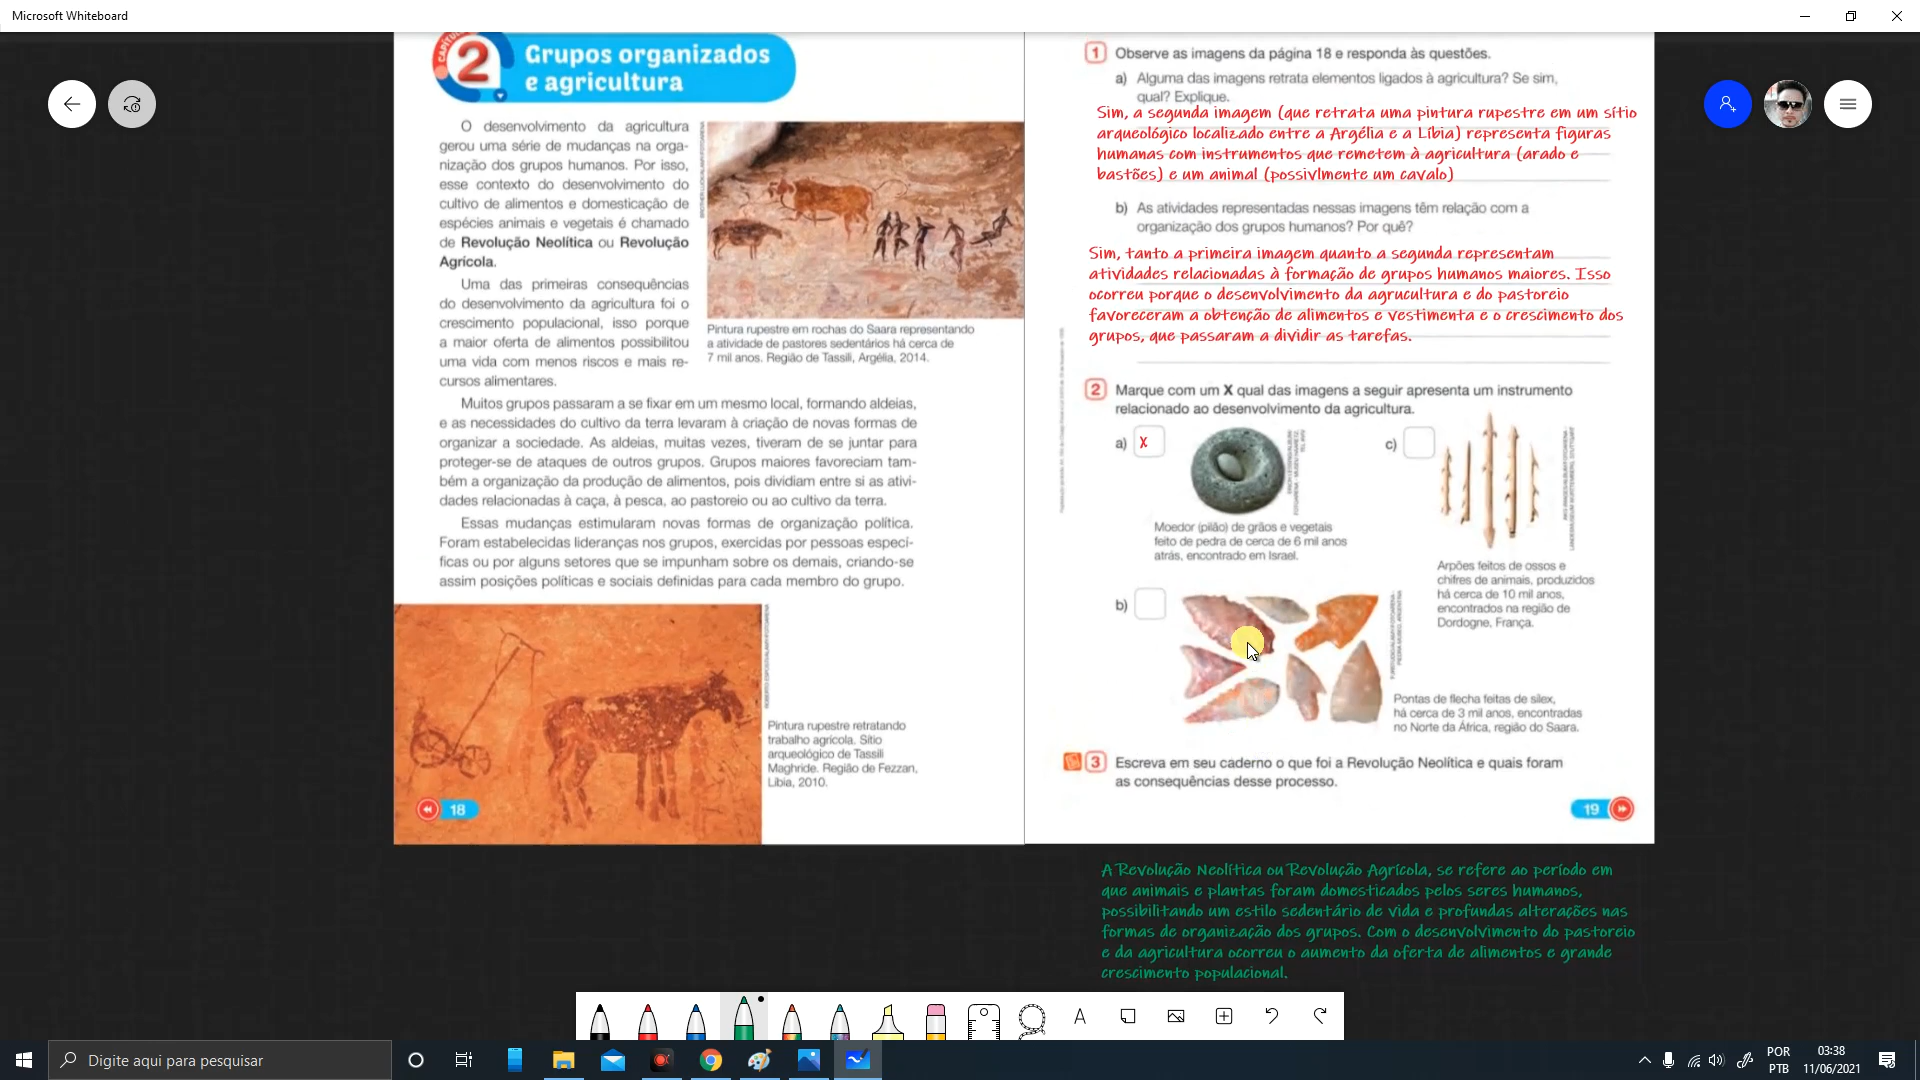 Microsoft Whiteboard
CAPÍTULO
2
Grupos organizados
e agricultura
O desenvolvimento da agricultura
gerou uma série de mudanças na orga-
nização dos grupos humanos. Por isso,
esse contexto do desenvolvimento do
cultivo de alimentos e domesticação de
espécies animais e vegetais é chamado
de Revolução Neolítica ou Revolução
Agrícola.
Uma das primeiras consequências
do desenvolvimento da agricultura foi o
crescimento populacional, isso porque
a maior oferta de alimentos possibilitou
uma vida com menos riscos e mais re-
cursos alimentares.
Pintura rupestre em rochas do Saara representando
a atividade de pastores sedentários há cerca de
7 mil anos. Região de Tassili, Argélia, 2014.
Muitos grupos passaram a se fixar em um mesmo local, formando aldeias,
e as necessidades do cultivo da terra levaram à criação de novas formas de
organizar a sociedade. As aldeias, muitas vezes, tiveram de se juntar para
proteger-se de ataques de outros grupos. Grupos maiores favoreciam tam-
bém a organização da produção de alimentos, pois dividiam entre si as ativi-
dades relacionadas à caça, à pesca, ao pastoreio ou ao cultivo da terra.
Essas mudanças estimularam novas formas de organização política.
Foram estabelecidas lideranças nos grupos, exercidas por pessoas especí-
ficas ou por alguns setores que se impunham sobre os demais, criando-se
assim posições políticas e sociais definidas para cada membro do grupo.
Pintura rupestre retratando
trabalho agrícola. Sítio
arqueológico de Tassili
Maghride. Região de Fezzan,
Líbia, 2010.
18
1 Observe as imagens da página 18 e responda às questões.
a) Alguma das imagens retrata elementos ligados à agricultura? Se sim,
qual? Explique.
Sim, a segunda imagem (que retrata uma pintura rupestre em um sítio
arqueológico localizado entre a Argélia e a Líbia) representa figuras
humanas com instrumentos que remetem à agricultura (arado e
bastões) e um animal (possivlmente um cavalo)
b) As atividades representadas nessas imagens têm relação com a
organização dos grupos humanos? Por quê?
Sim, tanto a primeira imagem quanto a segunda representam
atividades relacionadas à formação de grupos humanos maiores. Isso
ocorreu porque o desenvolvimento da agrucultura e do pastoreio
favoreceram a obtenção de alimentos e vestimenta e o crescimento dos
grupos, que passaram a dividir as tarefas.
2 Marque com um X qual das imagens a seguir apresenta um instrumento
relacionado ao desenvolvimento da agricultura.
a) X
Moedor (pilão) de grãos e vegetais
feito de pedra de cerca de 6 mil anos
atrás, encontrado em Israel.
c)
Arpões feitos de ossos e
chifres de animais, produzidos
há cerca de 10 mil anos,
encontrados na região de
Dordogne, França.
b)
Pontas de flecha feitas de sílex,
há cerca de 3 mil anos, encontradas
no Norte da África, região do Saara.
3 Escreva em seu caderno o que foi a Revolução Neolítica e quais foram
as consequências desse processo.
19
A Revolução Neolítica ou Revolução Agrícola, se refere ao período em
que animais e plantas foram domesticados pelos seres humanos,
possibilitando um estilo sedentário de vida e profundas alterações nas
formas de organização dos grupos. Com o desenvolvimento do pastoreio
e da agricultura ocorreu o aumento da oferta de alimentos e grande
crescimento populacional.
A
Digite aqui para pesquisar
POR
PTB
03:38
11/06/2021